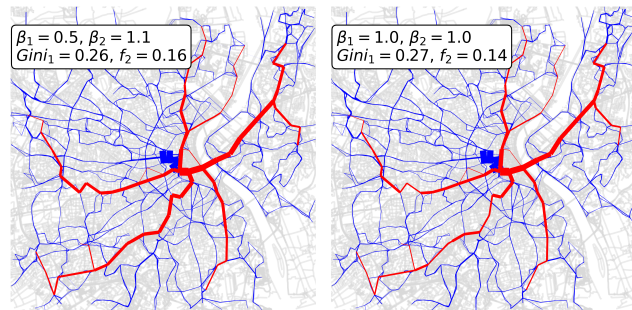 β₁ = 0.5, β₂ = 1.1
Gini₁ = 0.26, f₂ = 0.16
β₁ = 1.0, β₂ = 1.0
Gini₁ = 0.27, f₂ = 0.14